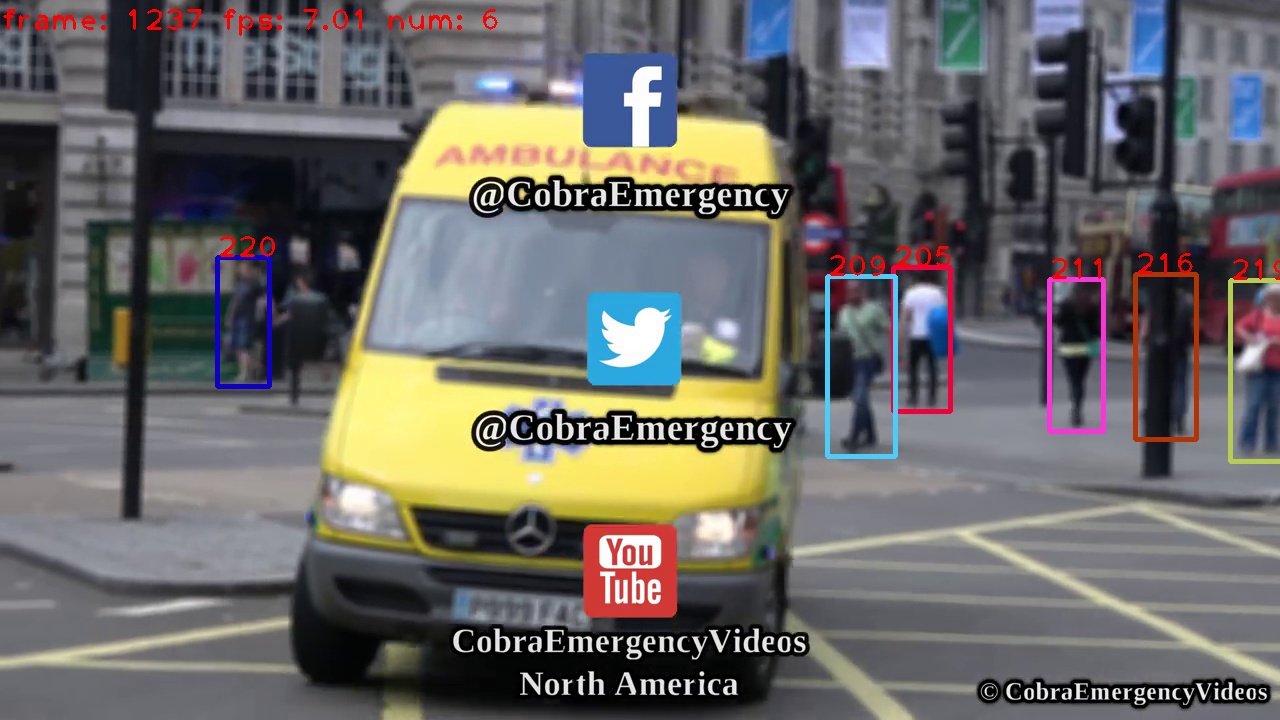 frame: 1237 fps: 7.01 num: 6
AMBULANCE
@CobraEmergency
220
209
205
211
216
219
@CobraEmergency
You
Tube
CobraEmergencyVideos
North America
© CobraEmergencyVideos